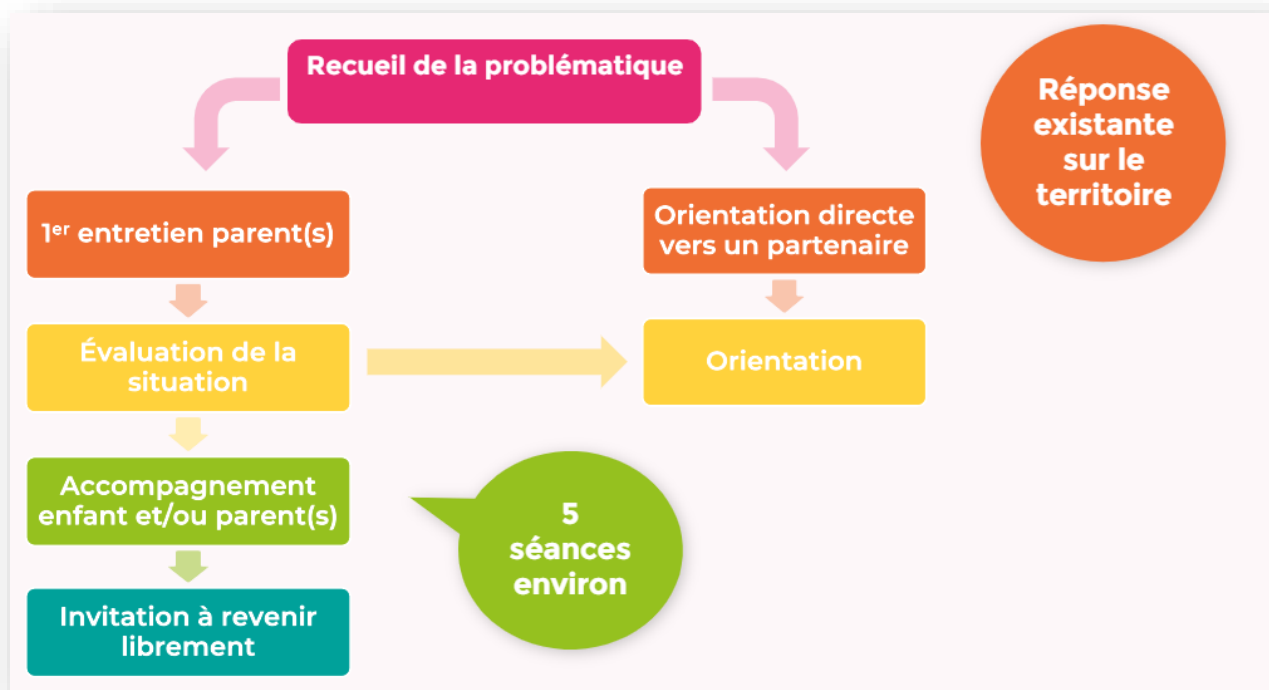 Recueil de la problématique
Réponse
existante
sur le
territoire
1er entretien parent(s)
Orientation directe
vers un partenaire
Évaluation de la
situation
Orientation
Accompagnement
enfant et/ou parent(s)
5
séances
environ
Invitation à revenir
librement